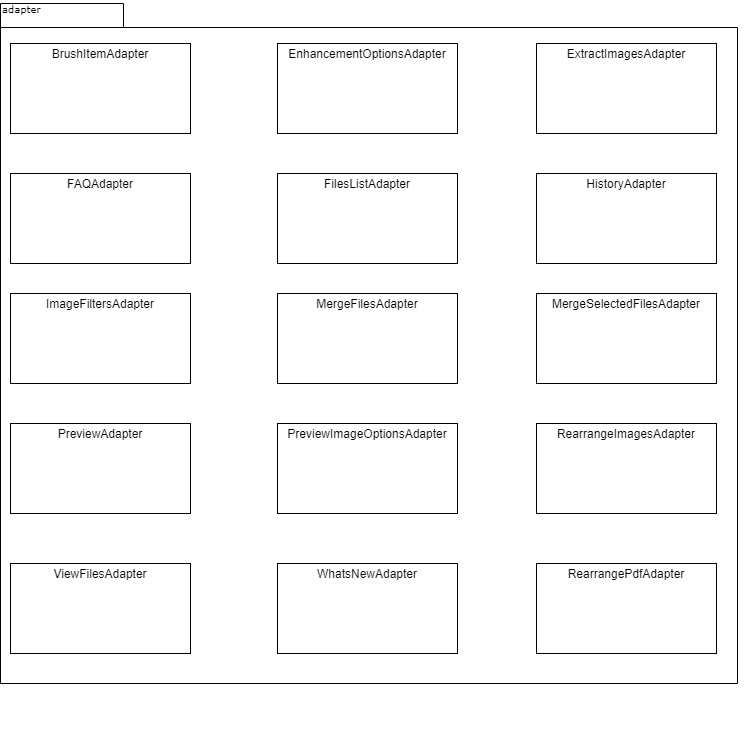 adapter
BrushItemAdapter
EnhancementOptionsAdapter
ExtractImagesAdapter
FAQAdapter
FilesListAdapter
HistoryAdapter
ImageFiltersAdapter
MergeFilesAdapter
MergeSelectedFilesAdapter
PreviewAdapter
PreviewImageOptionsAdapter
RearrangeImagesAdapter
ViewFilesAdapter
WhatsNewAdapter
RearrangePdfAdapter